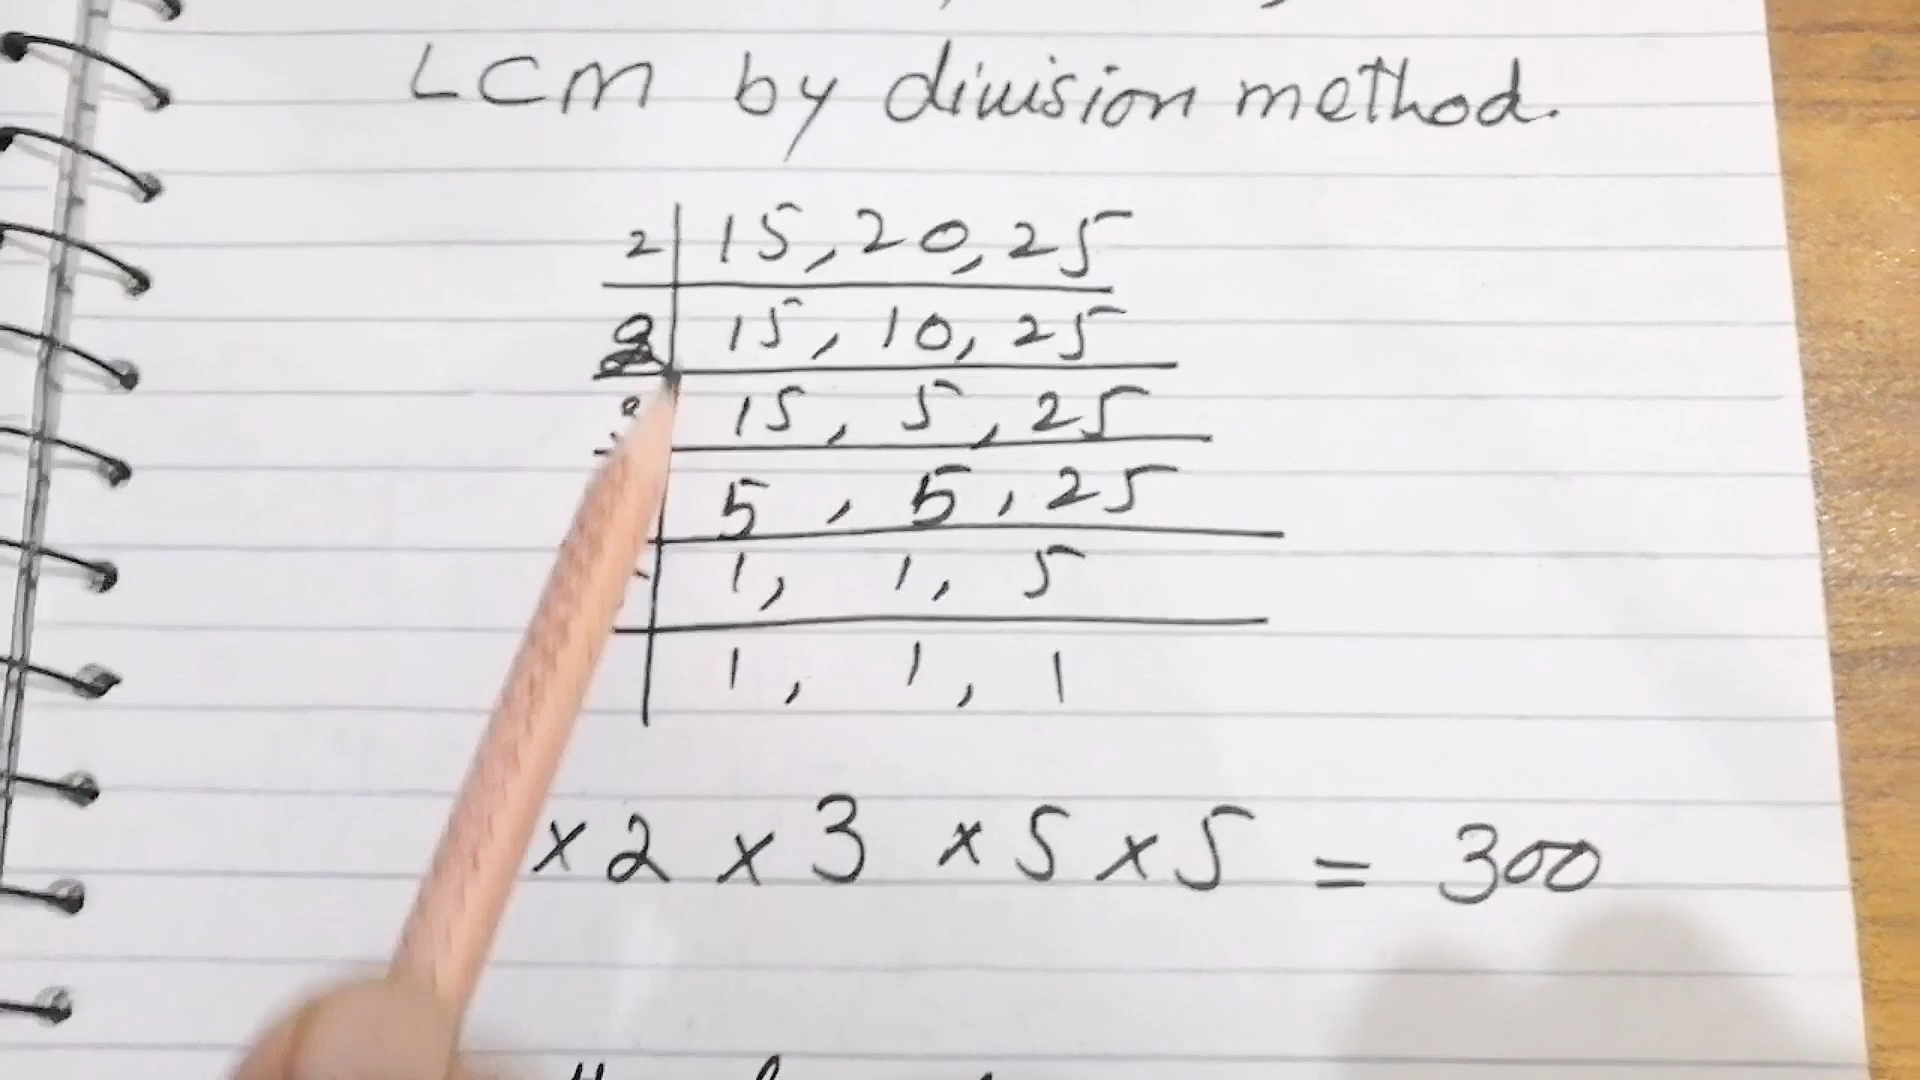 LCM by division method.
2 | 15, 20, 25
2 | 15, 10, 25
15, 5, 25
5, 5, 25
1, 1, 5
1, 1, 1
× 2 × 3 × 5 × 5 = 300